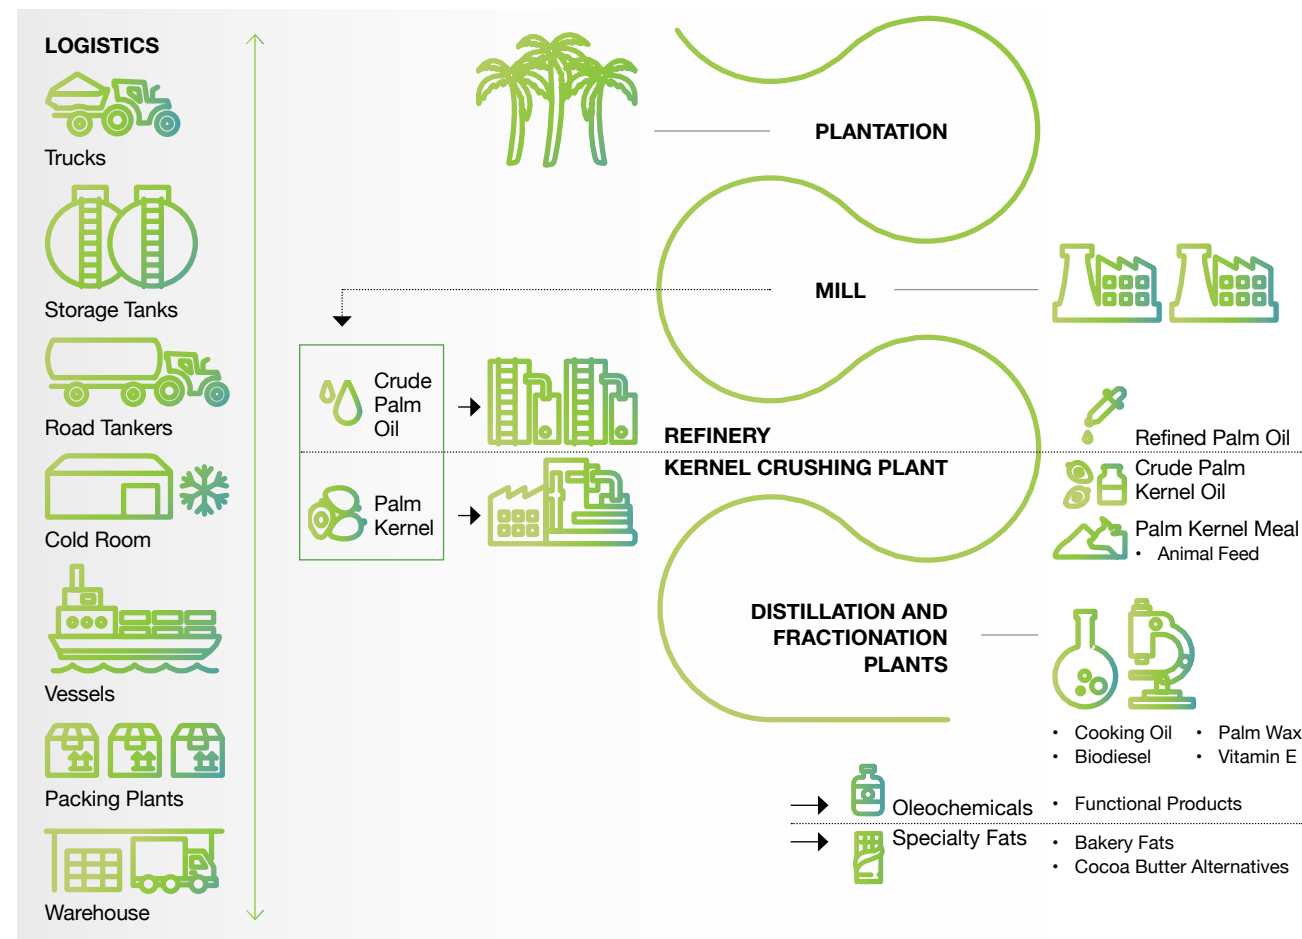 LOGISTICS
Trucks
Storage Tanks
Road Tankers
Cold Room
Vessels
Packing Plants
Warehouse
PLANTATION
MILL
Crude
Palm
Oil
Palm
Kernel
REFINERY
KERNEL CRUSHING PLANT
Refined Palm Oil
Crude Palm
Kernel Oil
Palm Kernel Meal
• Animal Feed
DISTILLATION AND
FRACTIONATION
PLANTS
• Cooking Oil • Palm Wax
• Biodiesel • Vitamin E
Oleochemicals • Functional Products
Specialty Fats • Bakery Fats
• Cocoa Butter Alternatives